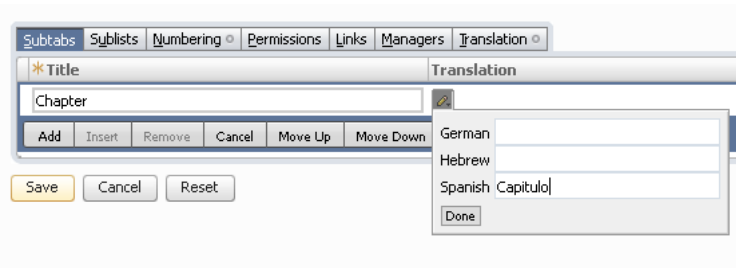 Subtabs Sublists Numbering Permissions Links Managers Translation
*Title Translation
Chapter
Add Insert Remove Cancel Move Up Move Down
German
Hebrew
Spanish Capitulo
Done
Save Cancel Reset